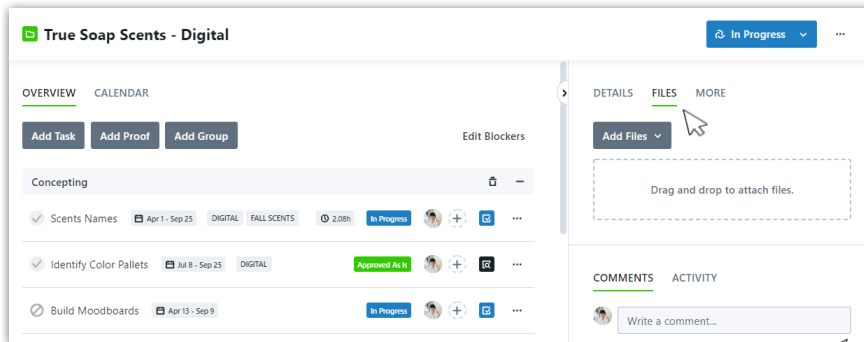 True Soap Scents - Digital
In Progress
OVERVIEW CALENDAR
DETAILS FILES MORE
Add Task Add Proof Add Group
Edit Blockers
Add Files
Drag and drop to attach files.
Concepting
Scents Names Apr 1 - Sep 25 DIGITAL FALL SCENTS 2.08h In Progress
Identify Color Pallets Jul 8 - Sep 25 DIGITAL Approved As Is
Build Moodboards Apr 13 - Sep 9 In Progress
COMMENTS ACTIVITY
Write a comment...